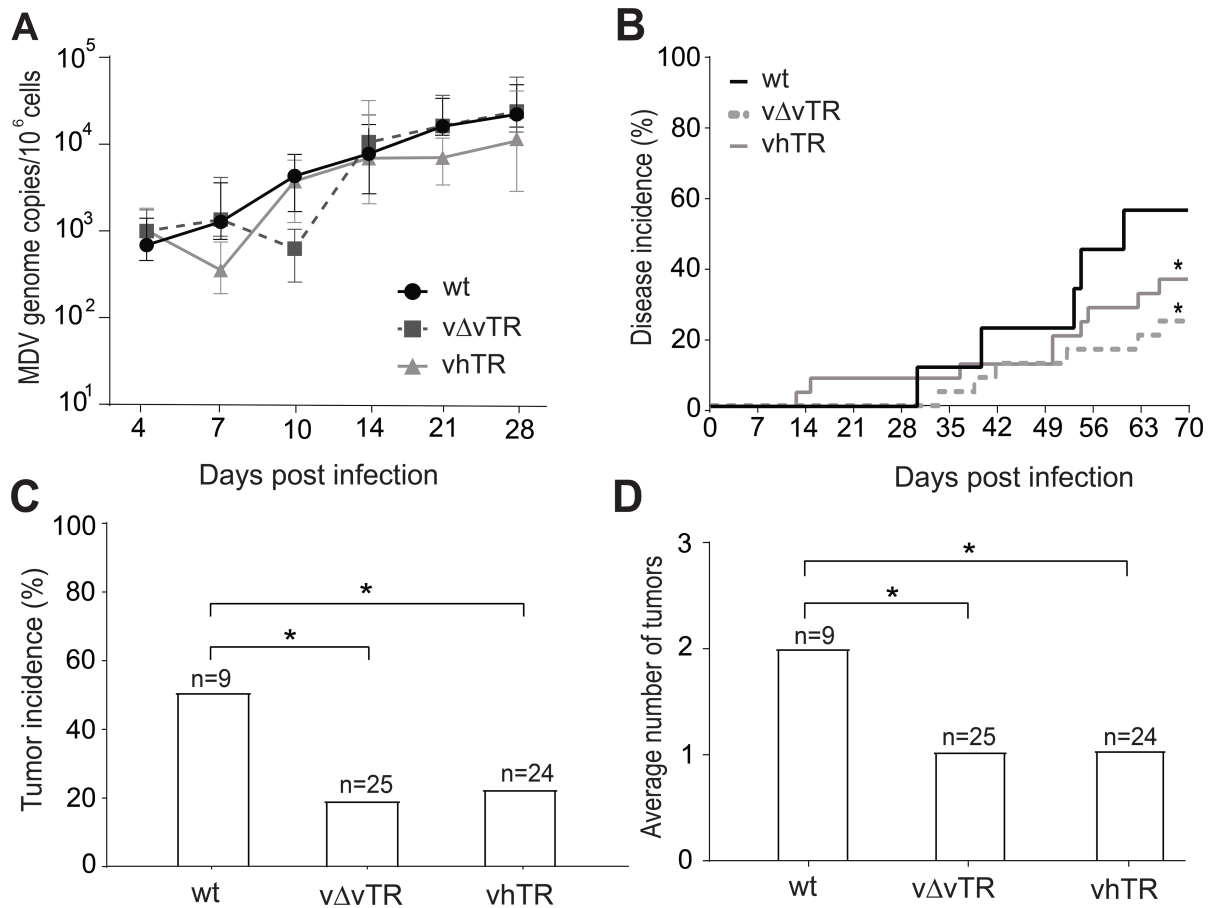 A
MDV genome copies/10^6 cells
10^5
10^4
10^3
10^2
10^1
wt
vΔvTR
vhTR
4 7 10 14 21 28
Days post infection
B
Disease incidence (%)
100
80
60
40
20
0
wt
vΔvTR
vhTR
*
*
0 7 14 21 28 35 42 49 56 63 70
Days post infection
C
Tumor incidence (%)
100
80
60
40
20
0
*
*
n=9
n=25
n=24
wt vΔvTR vhTR
D
Average number of tumors
3
2
1
0
*
*
n=9
n=25
n=24
wt vΔvTR vhTR